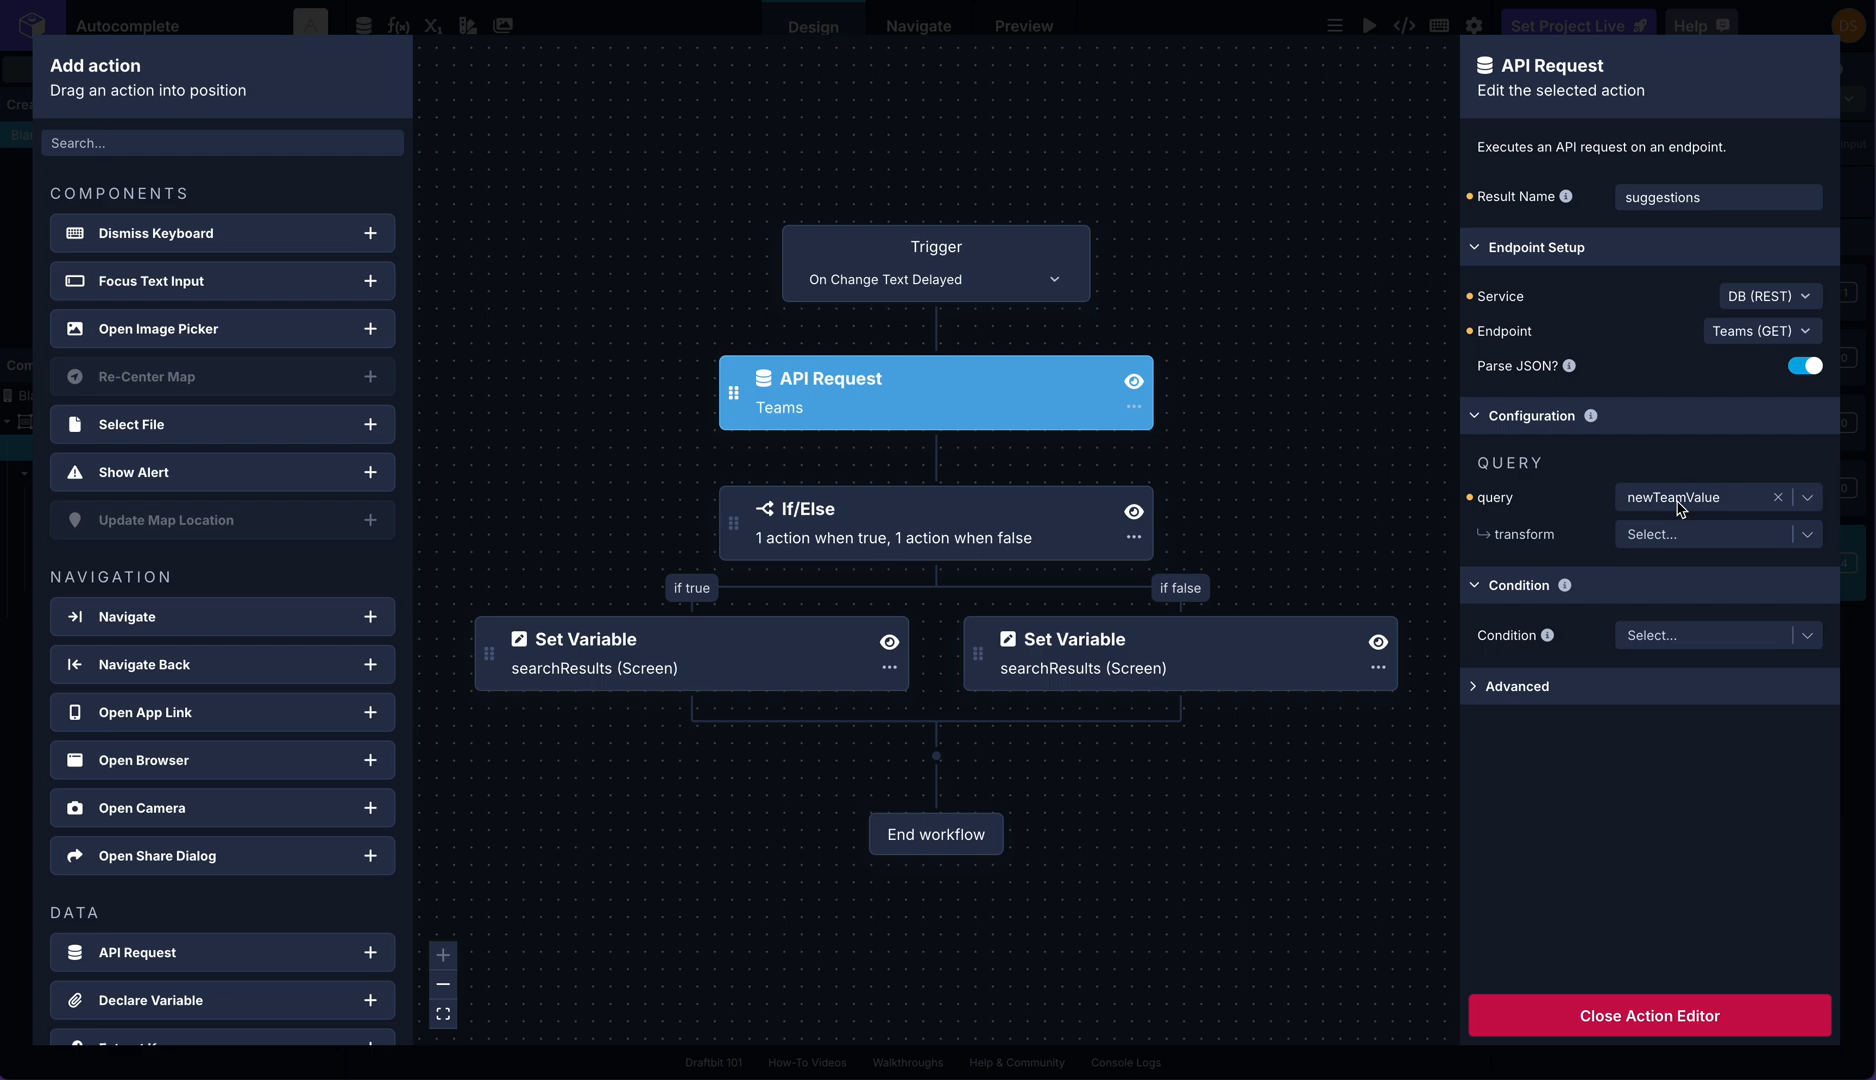 Autocomplete
A
f(x)
Design
Navigate
Preview
Set Project Live
Help
DS
Add action
Drag an action into position
Search...
COMPONENTS
Dismiss Keyboard
Focus Text Input
Open Image Picker
Re-Center Map
Select File
Show Alert
Update Map Location
NAVIGATION
Navigate
Navigate Back
Open App Link
Open Browser
Open Camera
Open Share Dialog
DATA
API Request
Declare Variable
Trigger
On Change Text Delayed
API Request
Teams
If/Else
1 action when true, 1 action when false
if true
if false
Set Variable
searchResults (Screen)
Set Variable
searchResults (Screen)
End workflow
API Request
Edit the selected action
Executes an API request on an endpoint.
Result Name
suggestions
Endpoint Setup
Service
DB (REST)
Endpoint
Teams (GET)
Parse JSON?
Configuration
QUERY
query
newTeamValue
transform
Select...
Condition
Condition
Select...
Advanced
Close Action Editor
Draftbit 101
How-To Videos
Walkthroughs
Help & Community
Console Logs